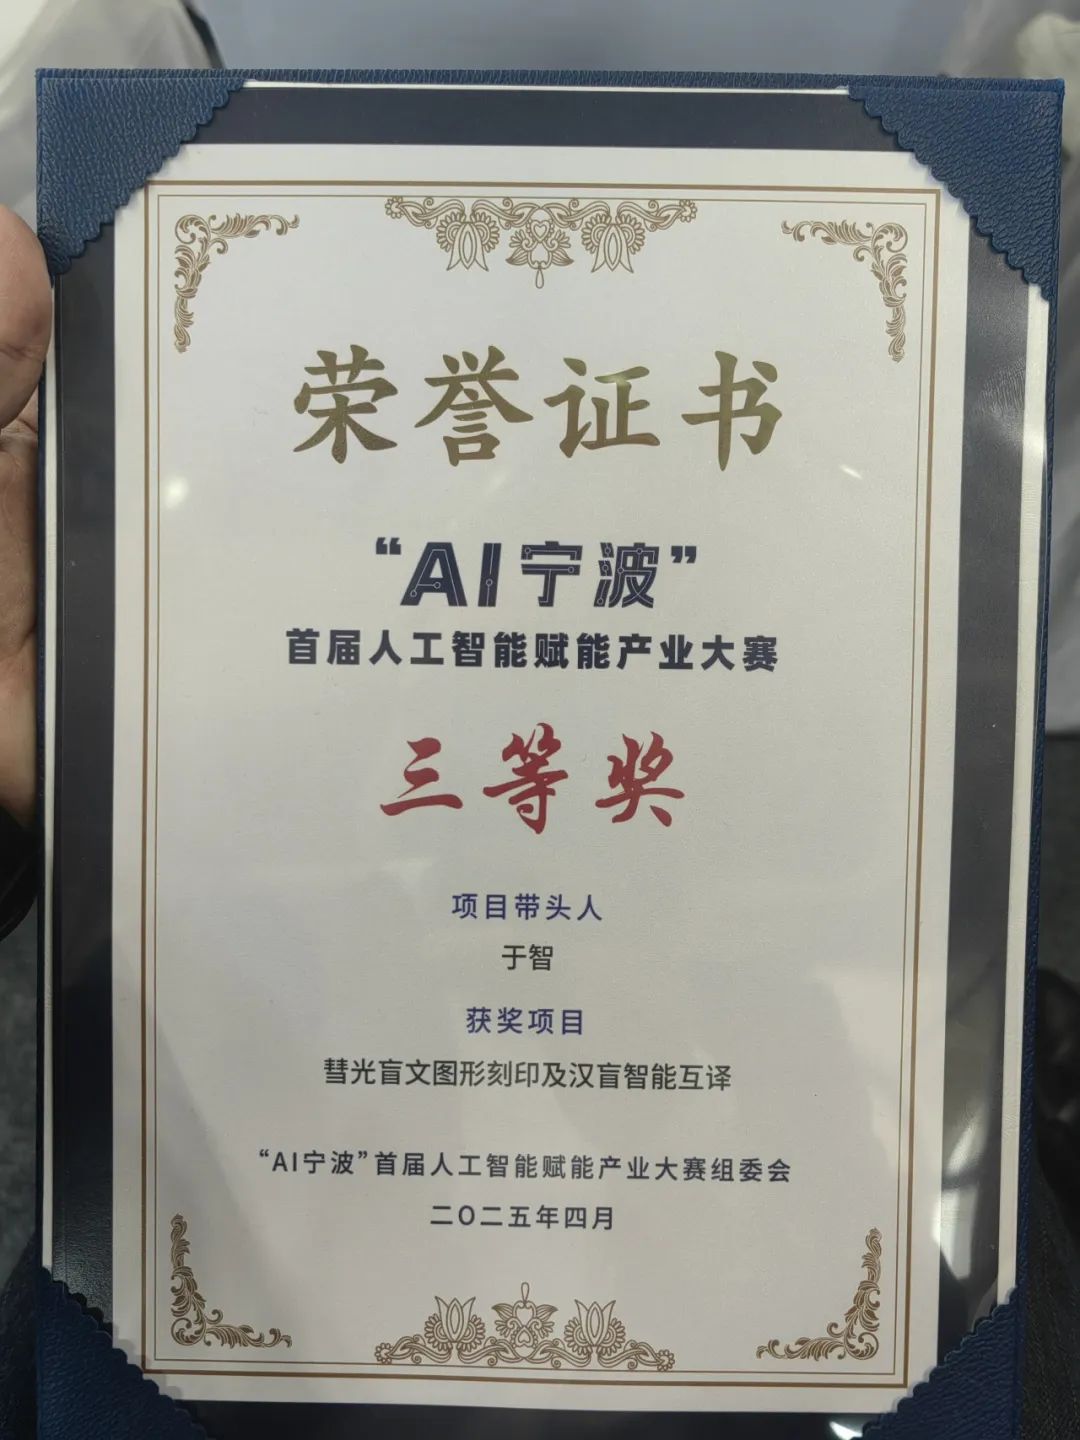 荣誉证书
“AI宁波”
首届人工智能赋能产业大赛
三等奖
项目带头人
于智
获奖项目
彗光盲文图形刻印及汉盲智能互译
“AI宁波”首届人工智能赋能产业大赛组委会
二〇二五年四月